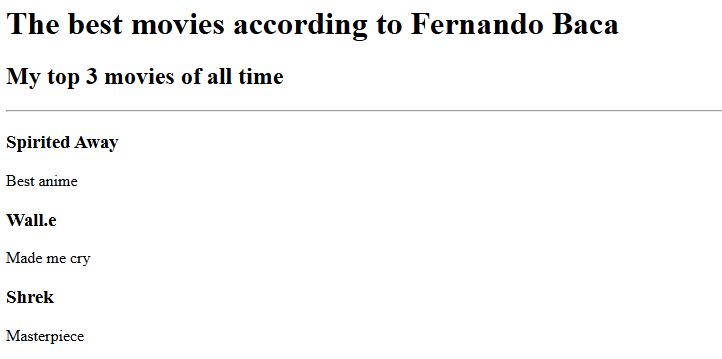 The best movies according to Fernando Baca
My top 3 movies of all time
Spirited Away
Best anime
Wall.e
Made me cry
Shrek
Masterpiece